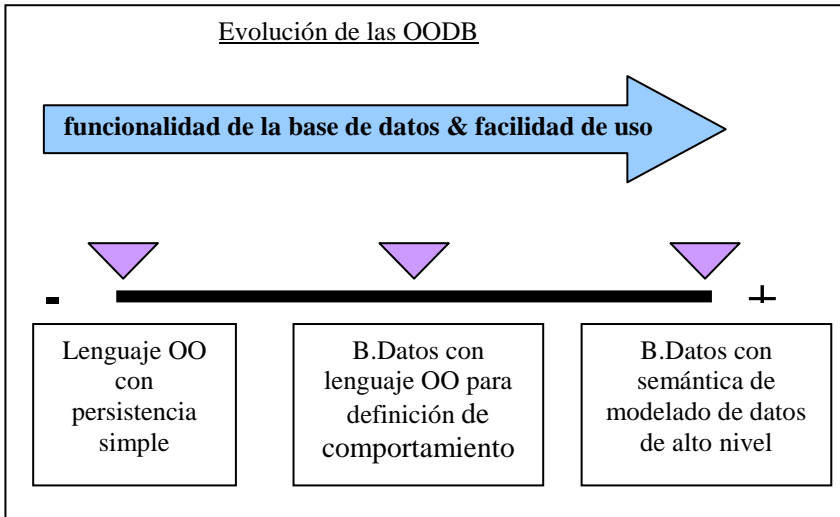 Evolución de las OODB
funcionalidad de la base de datos & facilidad de uso
- +
Lenguaje OO
con
persistencia
simple
B.Datos con
lenguaje OO para
definición de
comportamiento
B.Datos con
semántica de
modelado de datos
de alto nivel